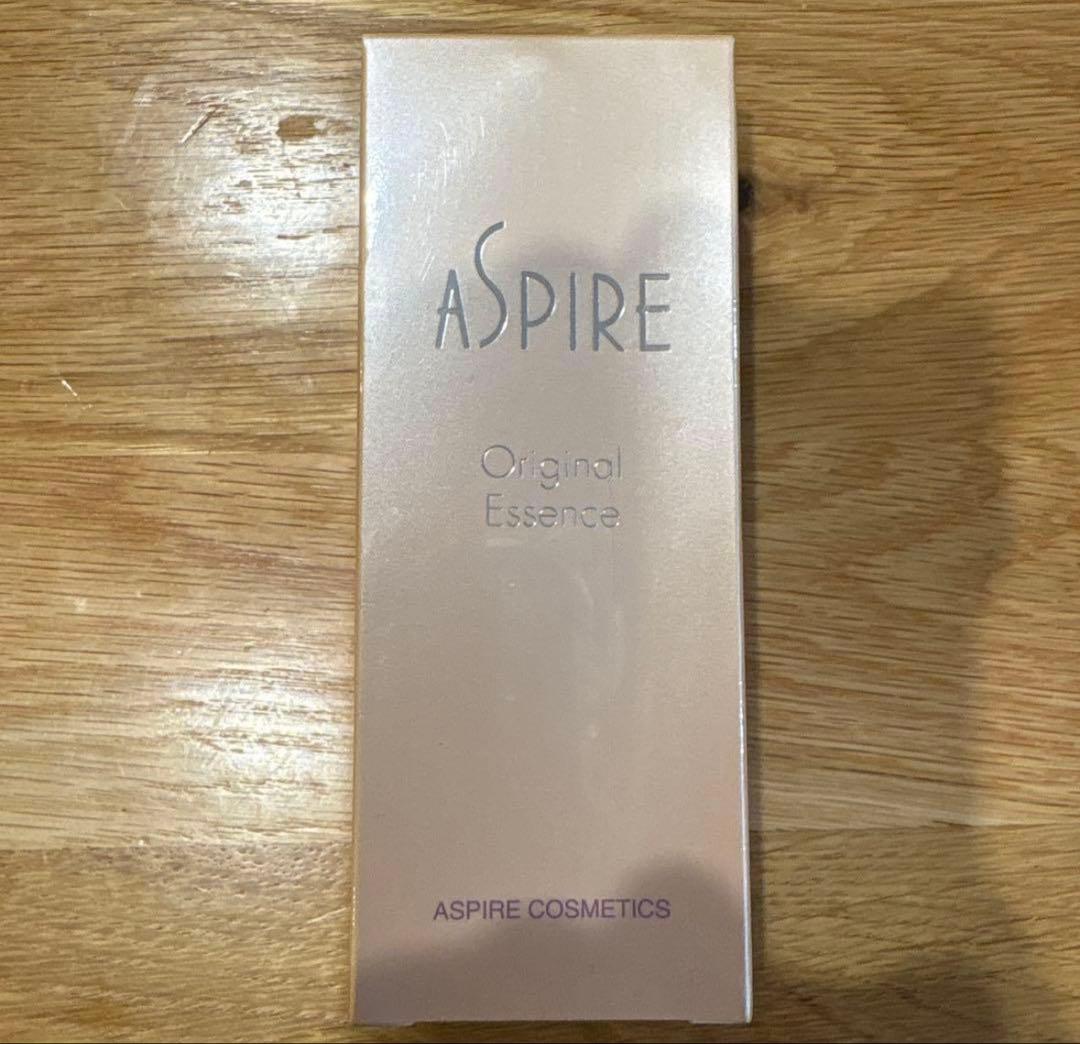 ASPIRE
Original
Essence
ASPIRE COSMETICS